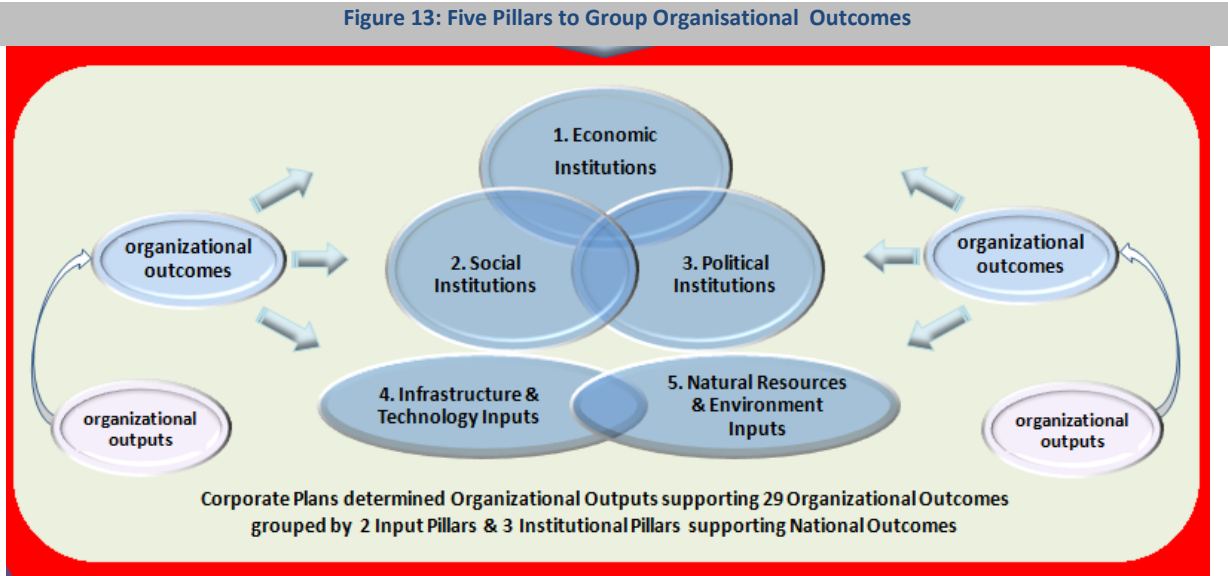 Figure 13: Five Pillars to Group Organisational Outcomes
1. Economic
Institutions
2. Social
Institutions
3. Political
Institutions
organizational
outcomes
organizational
outcomes
4. Infrastructure &
Technology Inputs
5. Natural Resources
& Environment
Inputs
organizational
outputs
organizational
outputs
Corporate Plans determined Organizational Outputs supporting 29 Organizational Outcomes
grouped by 2 Input Pillars & 3 Institutional Pillars supporting National Outcomes